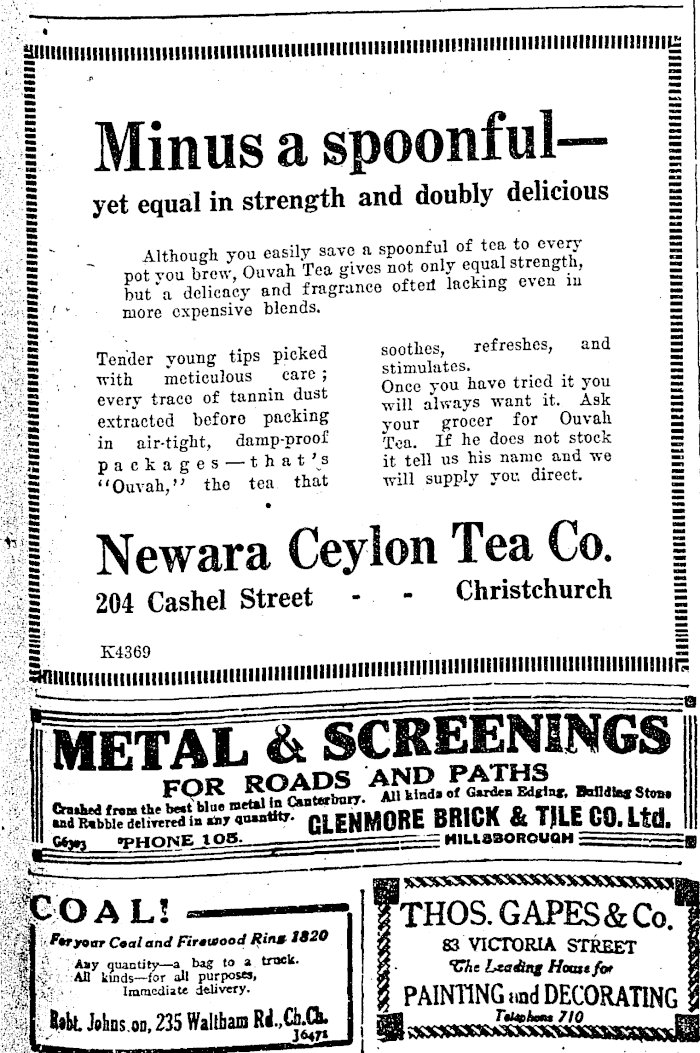 Minus a spoonful—
yet equal in strength and doubly delicious
Although you easily save a spoonful of tea to every
pot you brew, Ouvah Tea gives not only equal strength,
but a delicacy and fragrance often lacking even in
more expensive blends.
Tender young tips picked
with meticulous care;
every trace of tannin dust
extracted before packing
in air-tight, damp-proof
packages—that's
"Ouvah," the tea that
soothes, refreshes, and
stimulates.
Once you have tried it you
will always want it. Ask
your grocer for Ouvah
Tea. If he does not stock
it tell us his name and we
will supply you direct.
Newara Ceylon Tea Co.
204 Cashel Street - - Christchurch
K4369
METAL & SCREENINGS
FOR ROADS AND PATHS
Crushed from the best blue metal in Canterbury. All kinds of Garden Edging, Building Stone
and Rubble delivered in any quantity. GLENMORE BRICK & TILE CO. Ltd.
'PHONE 105. HILLSBOROUGH
COAL!
For your Coal and Firewood Ring 1820
Any quantity—a bag to a truck.
All kinds—for all purposes,
Immediate delivery.
Robt. Johnson, 235 Waltham Rd., Ch.Ch.
J6471
THOS. GAPES & Co.
83 VICTORIA STREET
The Leading House for
PAINTING and DECORATING
Telephone 710